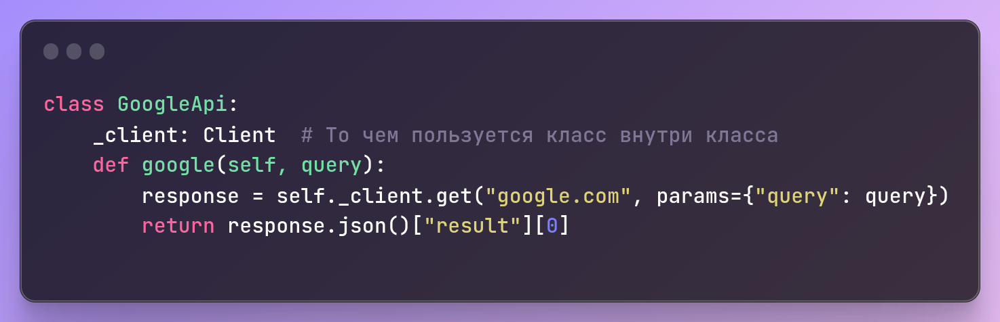 class GoogleApi:
    _client: Client  # То чем пользуется класс внутри класса
    def google(self, query):
        response = self._client.get("google.com", params={"query": query})
        return response.json()["result"][0]